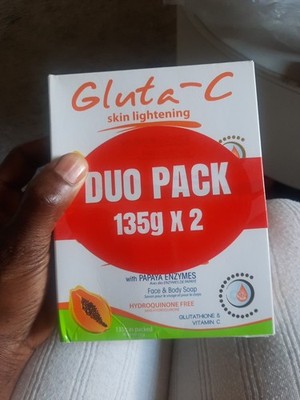 Gluta-C
skin lightening
DUO PACK
135g X 2
with PAPAYA ENZYMES
Face & Body Soap
HYDROQUINONE FREE
GLUTATHIONE &
VITAMIN C